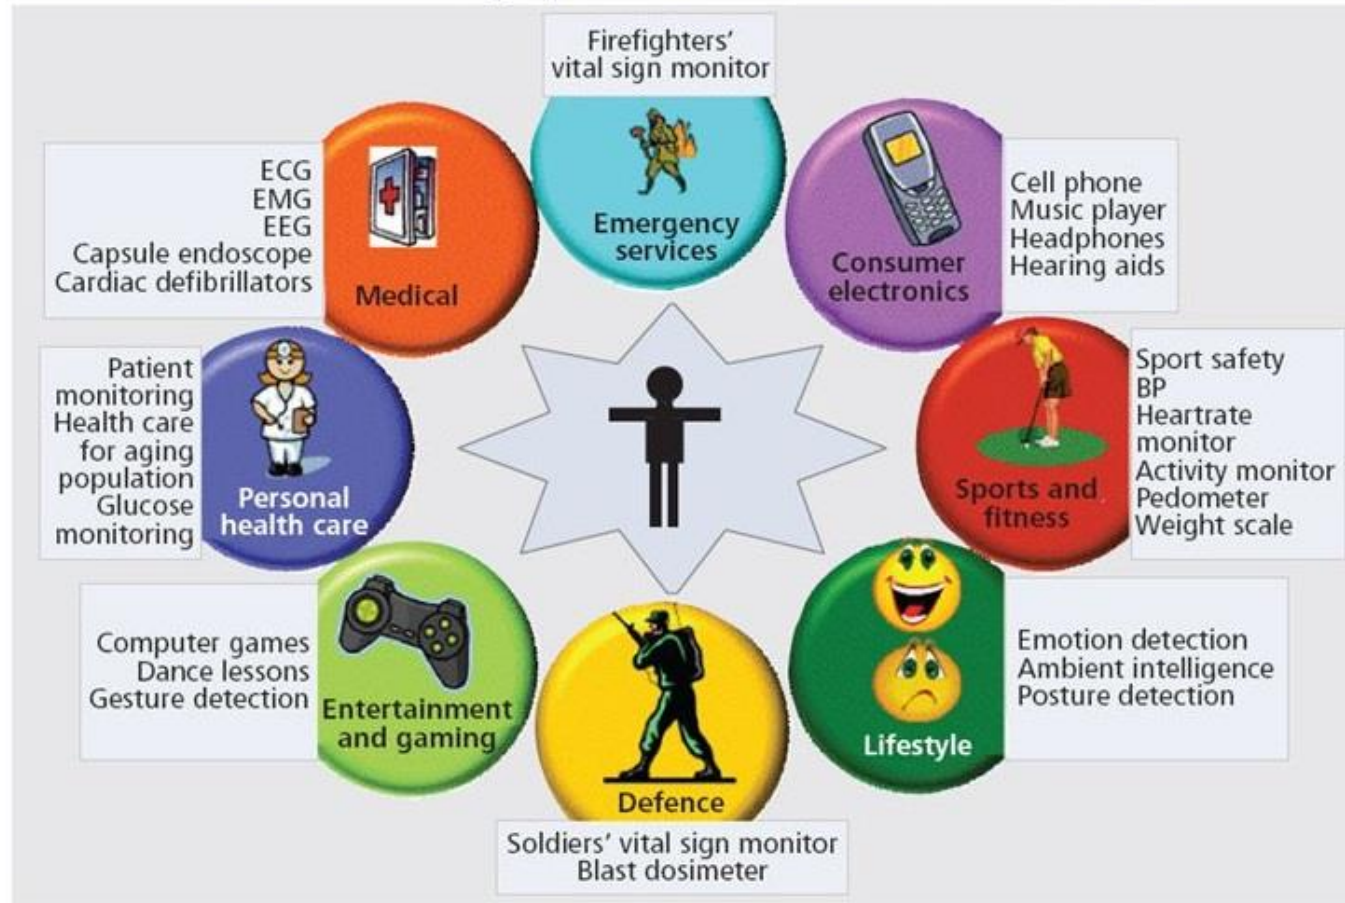 Firefighters’
vital sign monitor
Emergency
services
ECG
EMG
EEG
Capsule endoscope
Cardiac defibrillators
Medical
Consumer
electronics
Cell phone
Music player
Headphones
Hearing aids
Patient
monitoring
Health care
for aging
population
Glucose
monitoring
Personal
health care
Sports and
fitness
Sport safety
BP
Heartrate
monitor
Activity monitor
Pedometer
Weight scale
Computer games
Dance lessons
Gesture detection
Entertainment
and gaming
Lifestyle
Emotion detection
Ambient intelligence
Posture detection
Defence
Soldiers’ vital sign monitor
Blast dosimeter